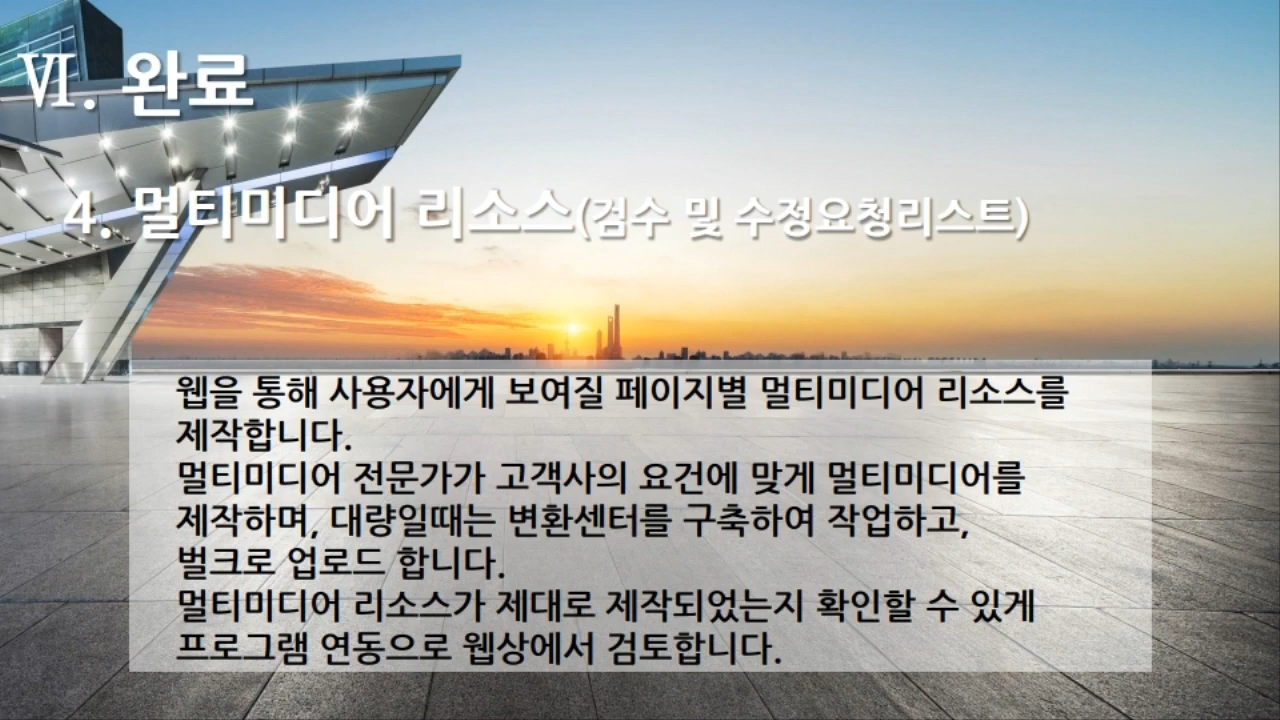 Ⅵ. 완료
4. 멀티미디어 리소스(검수 및 수정요청리스트)
웹을 통해 사용자에게 보여질 페이지별 멀티미디어 리소스를
제작합니다.
멀티미디어 전문가가 고객사의 요건에 맞게 멀티미디어를
제작하며, 대량일때는 변환센터를 구축하여 작업하고,
벌크로 업로드 합니다.
멀티미디어 리소스가 제대로 제작되었는지 확인할 수 있게
프로그램 연동으로 웹상에서 검토합니다.